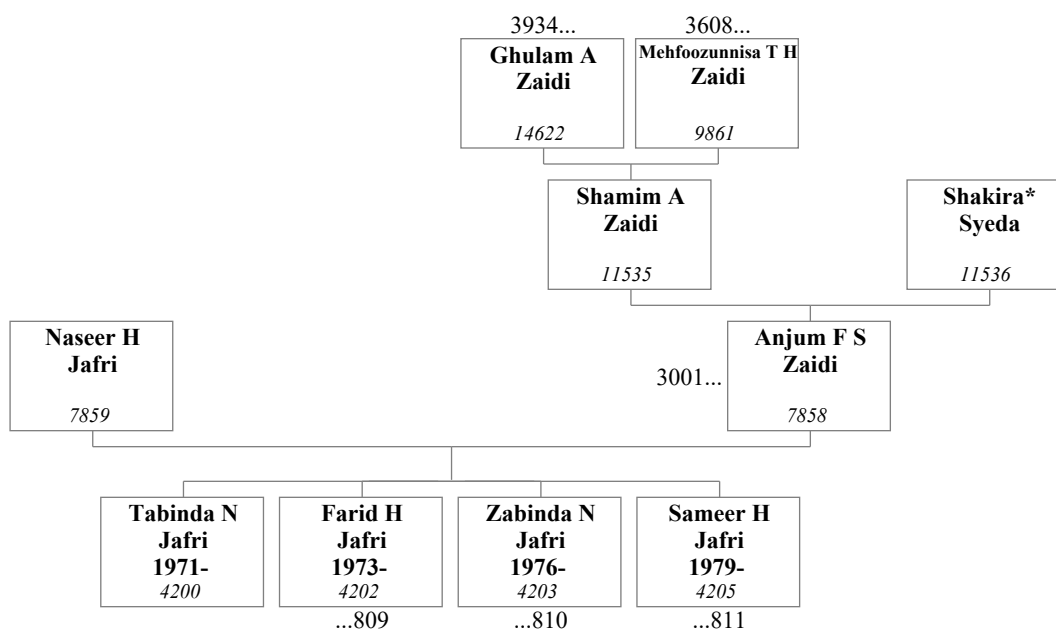 3934...
3608...
Ghulam A
Zaidi
14622
Mehfoozunnisa T H
Zaidi
9861
Shamim A
Zaidi
11535
Shakira*
Syeda
11536
Naseer H
Jafri
7859
3001...
Anjum F S
Zaidi
7858
Tabinda N
Jafri
1971-
4200
Farid H
Jafri
1973-
4202
Zabinda N
Jafri
1976-
4203
Sameer H
Jafri
1979-
4205
...809
...810
...811